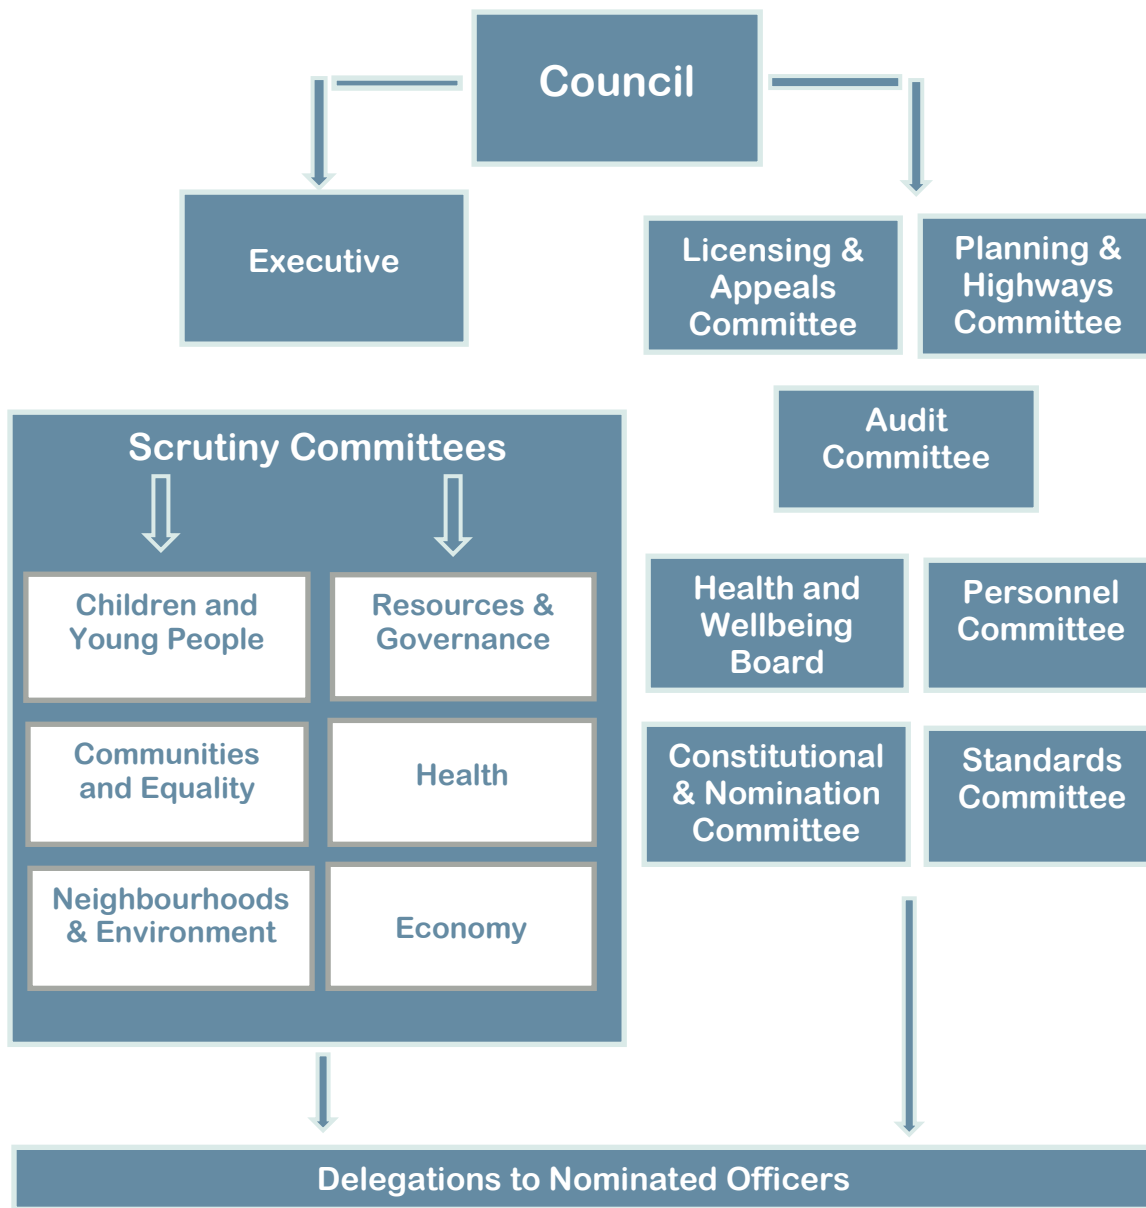 Council
Executive
Licensing &
Appeals
Committee
Planning &
Highways
Committee
Audit
Committee
Scrutiny Committees
Children and
Young People
Resources &
Governance
Communities
and Equality
Health
Neighbourhoods
& Environment
Economy
Health and
Wellbeing
Board
Personnel
Committee
Constitutional
& Nomination
Committee
Standards
Committee
Delegations to Nominated Officers